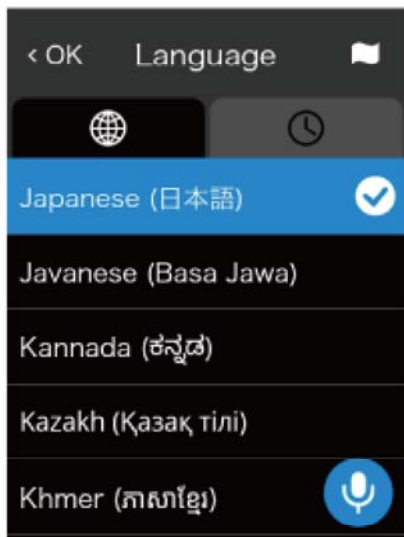 < OK Language
Japanese (日本語)
Javanese (Basa Jawa)
Kannada (ಕನ್ನಡ)
Kazakh (Қазақ тілі)
Khmer (ភាសាខ្មែរ)